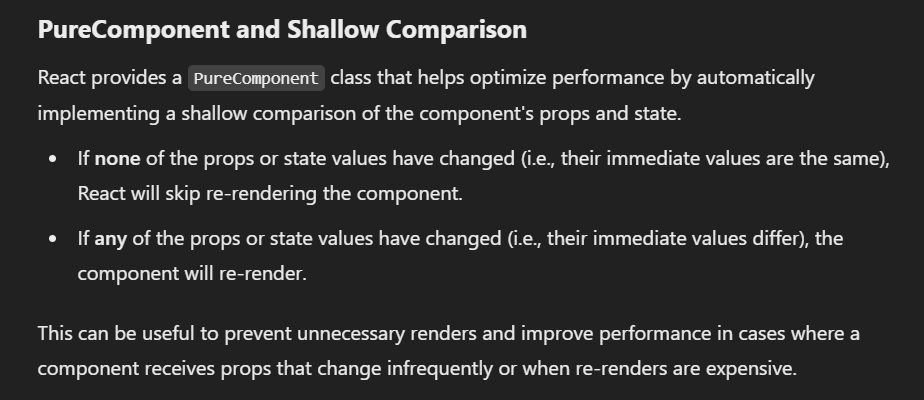 PureComponent and Shallow Comparison
React provides a PureComponent class that helps optimize performance by automatically
implementing a shallow comparison of the component's props and state.
• If none of the props or state values have changed (i.e., their immediate values are the same),
React will skip re-rendering the component.
• If any of the props or state values have changed (i.e., their immediate values differ), the
component will re-render.
This can be useful to prevent unnecessary renders and improve performance in cases where a
component receives props that change infrequently or when re-renders are expensive.